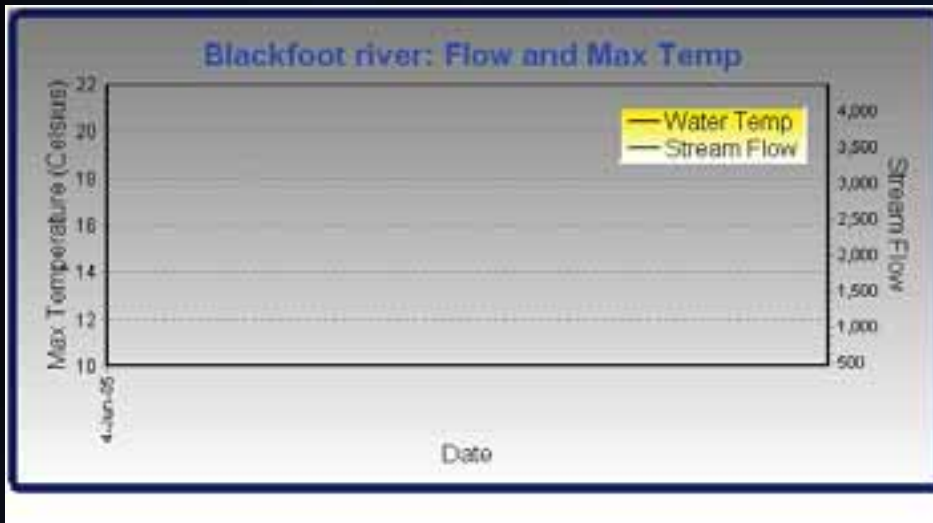 Blackfoot river: Flow and Max Temp
Max Temperature (Celsius)
22
20
18
16
14
12
10
Water Temp
Stream Flow
4,000
3,500
3,000
2,500
2,000
1,500
1,000
500
Stream Flow
4-Jun-05
Date